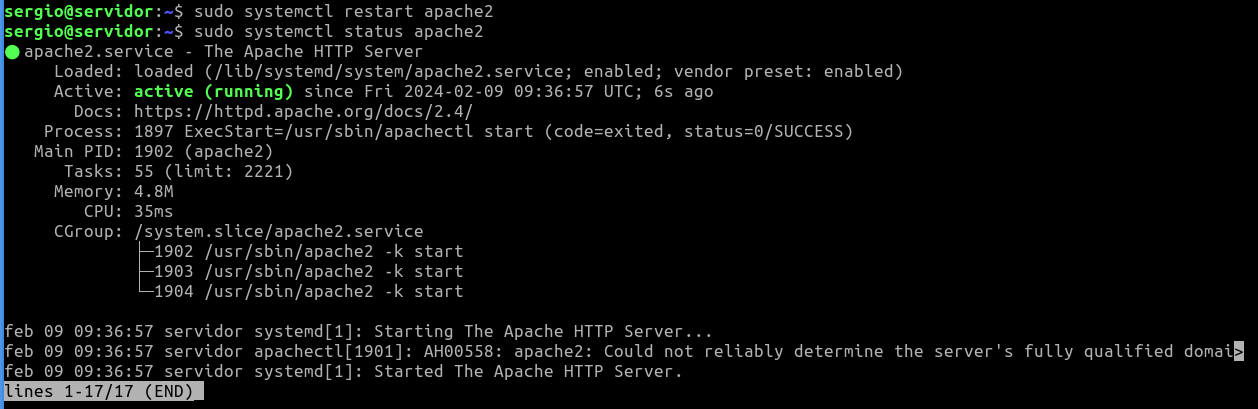 sergio@servidor:~$ sudo systemctl restart apache2
sergio@servidor:~$ sudo systemctl status apache2
● apache2.service - The Apache HTTP Server
     Loaded: loaded (/lib/systemd/system/apache2.service; enabled; vendor preset: enabled)
     Active: active (running) since Fri 2024-02-09 09:36:57 UTC; 6s ago
       Docs: https://httpd.apache.org/docs/2.4/
    Process: 1897 ExecStart=/usr/sbin/apachectl start (code=exited, status=0/SUCCESS)
   Main PID: 1902 (apache2)
      Tasks: 55 (limit: 2221)
     Memory: 4.8M
        CPU: 35ms
     CGroup: /system.slice/apache2.service
             ├─1902 /usr/sbin/apache2 -k start
             ├─1903 /usr/sbin/apache2 -k start
             └─1904 /usr/sbin/apache2 -k start

feb 09 09:36:57 servidor systemd[1]: Starting The Apache HTTP Server...
feb 09 09:36:57 servidor apachectl[1901]: AH00558: apache2: Could not reliably determine the server's fully qualified domai>
feb 09 09:36:57 servidor systemd[1]: Started The Apache HTTP Server.
lines 1-17/17 (END)